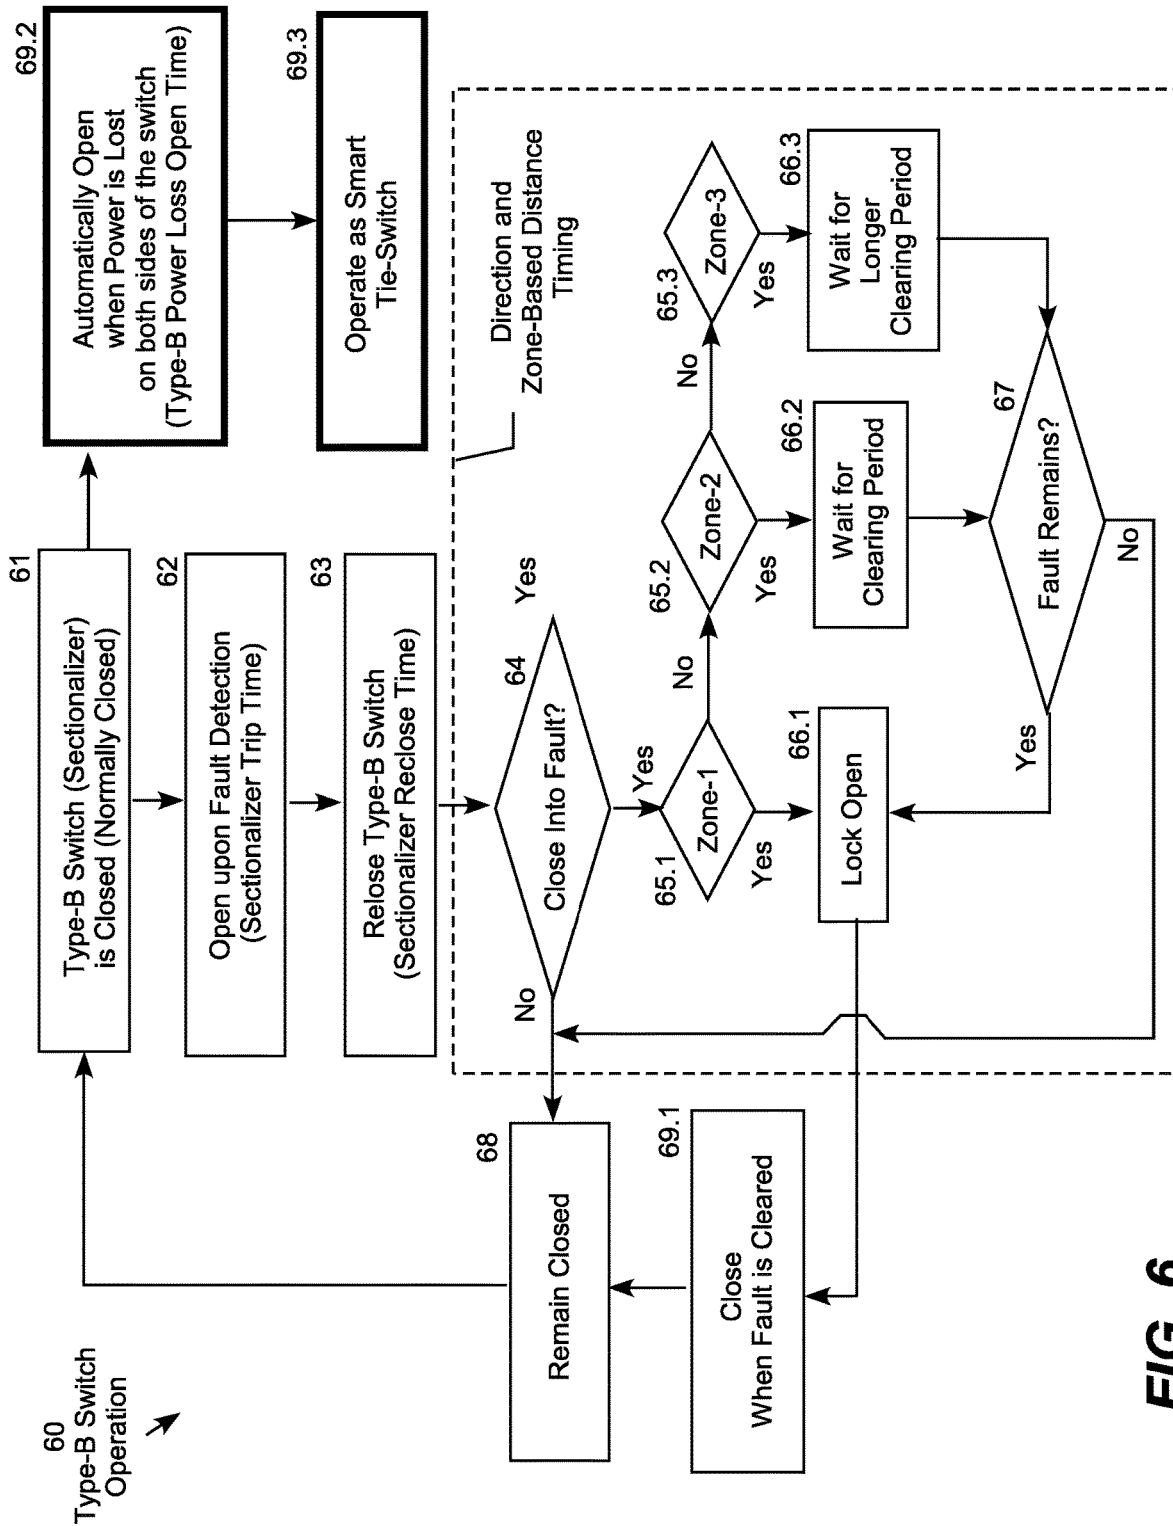 60
Type-B Switch
Operation
61
Type-B Switch (Sectionalizer)
is Closed (Normally Closed)
69.2
Automatically Open
when Power is Lost
on both sides of the switch
(Type-B Power Loss Open Time)
62
Open upon Fault Detection
(Sectionalizer Trip Time)
69.3
Operate as Smart
Tie-Switch
63
Relose Type-B Switch
(Sectionalizer Reclose Time)
Direction and
Zone-Based Distance
Timing
68
Remain Closed
No
64
Close Into Fault?
Yes
Yes
65.1
Zone-1
No
65.2
Zone-2
No
65.3
Zone-3
Yes
Yes
Yes
69.1
Close
When Fault is Cleared
66.1
Lock Open
66.2
Wait for
Clearing Period
66.3
Wait for
Longer
Clearing Period
67
Fault Remains?
Yes
No
FIG. 6